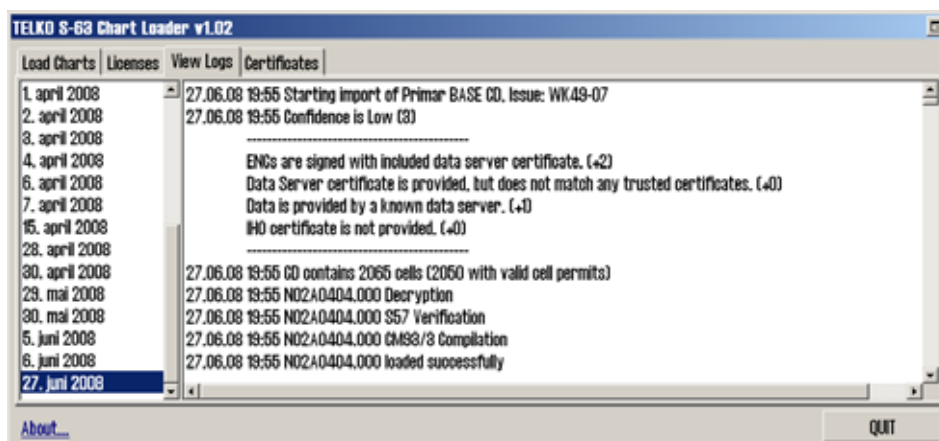 TELKO S-63 Chart Loader v1.02
Load Charts Licenses View Logs Certificates
1. april 2008
2. april 2008
3. april 2008
4. april 2008
6. april 2008
7. april 2008
15. april 2008
28. april 2008
30. april 2008
29. mai 2008
30. mai 2008
5. juni 2008
6. juni 2008
27. juni 2008
27.06.08 19:55 Starting import of Primar BASE CD. Issue: WK49-07
27.06.08 19:55 Confidence is Low (3)
--------------------------------------------
ENCs are signed with included data server certificate. (+2)
Data Server certificate is provided, but does not match any trusted certificates. (+0)
Data is provided by a known data server. (+1)
IHO certificate is not provided. (+0)
--------------------------------------------
27.06.08 19:55 CD contains 2065 cells (2050 with valid cell permits)
27.06.08 19:55 NO2A0404.000 Decryption
27.06.08 19:55 NO2A0404.000 S57 Verification
27.06.08 19:55 NO2A0404.000 CM93/3 Compilation
27.06.08 19:55 NO2A0404.000 loaded successfully
About...
QUIT